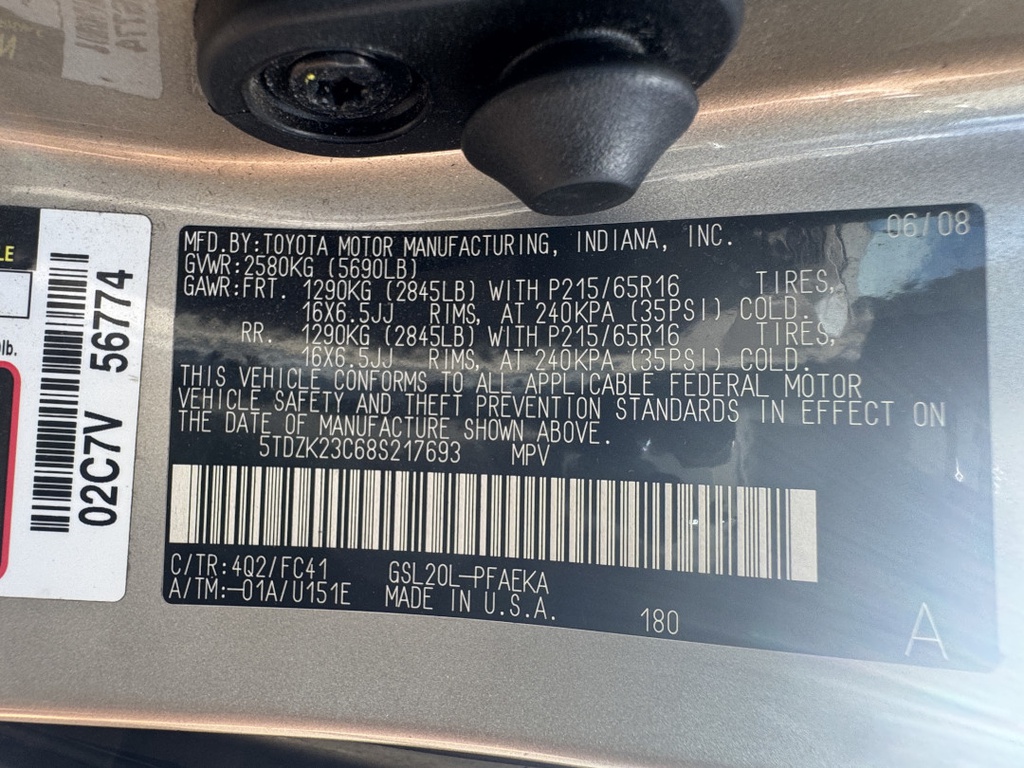 MFD.BY:TOYOTA MOTOR MANUFACTURING, INDIANA, INC. 06/08
GVWR:2580KG (5690LB)
GAWR:FRT. 1290KG (2845LB) WITH P215/65R16 TIRES,
16X6.5JJ RIMS, AT 240KPA (35PSI) COLD.
RR. 1290KG (2845LB) WITH P215/65R16 TIRES,
16X6.5JJ RIMS, AT 240KPA (35PSI) COLD.
THIS VEHICLE CONFORMS TO ALL APPLICABLE FEDERAL MOTOR
VEHICLE SAFETY AND THEFT PREVENTION STANDARDS IN EFFECT ON
THE DATE OF MANUFACTURE SHOWN ABOVE.
5TDZK23C68S217693 MPV
C/TR:4Q2/FC41 GSL20L-PFAEKA
A/TM:-01A/U151E MADE IN U.S.A. 180
A
LE
lb.
02C7V 56774